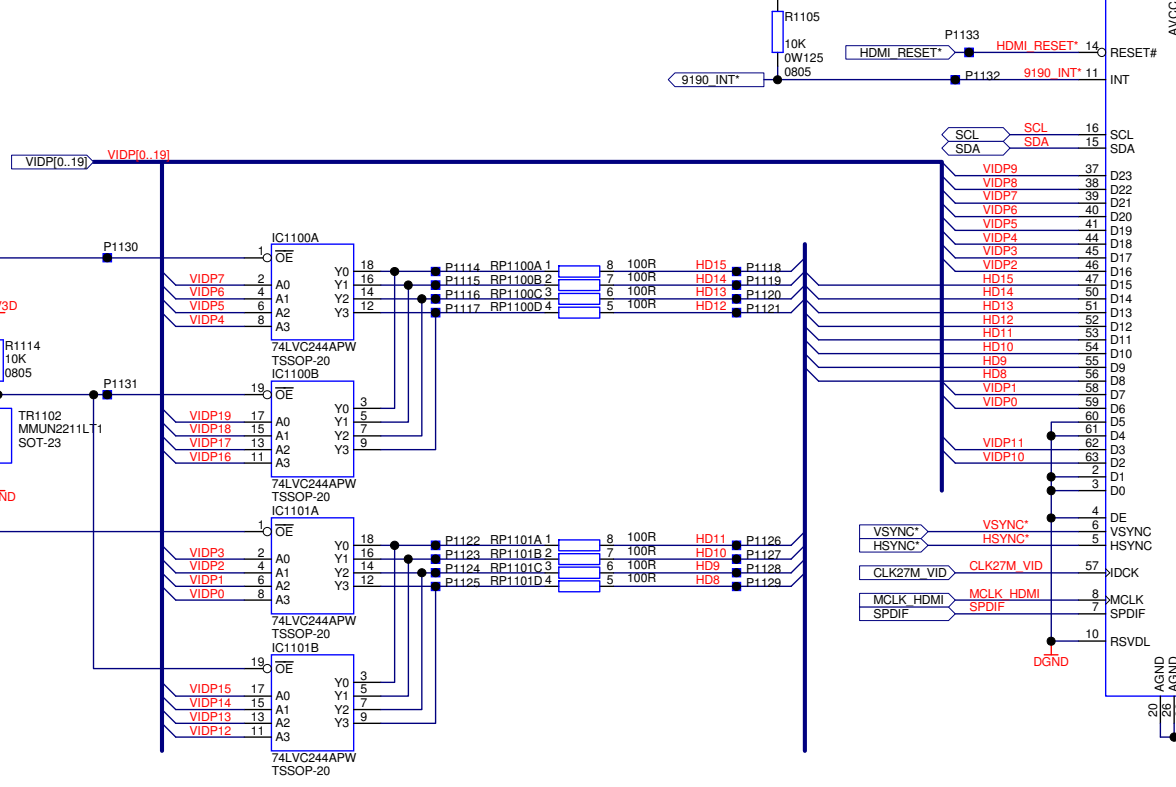 R1105
10K
0W125
0805
AVCC
P1133
HDMI_RESET* HDMI_RESET* 14 RESET#
9190_INT* P1132 9190_INT* 11 INT
SCL SCL 16 SCL
SDA SDA 15 SDA
VIDP[0..19] VIDP[0..19]
VIDP9 37 D23
VIDP8 38 D22
VIDP7 39 D21
VIDP6 40 D20
VIDP5 41 D19
VIDP4 44 D18
VIDP3 45 D17
VIDP2 46 D16
HD15 47 D15
HD14 50 D14
HD13 51 D13
HD12 52 D12
HD11 53 D11
HD10 54 D10
HD9 55 D9
HD8 56 D8
VIDP1 58 D7
VIDP0 59 D6
60 D5
61 D4
VIDP11 62 D3
VIDP10 63 D2
2 D1
3 D0
4 DE
VSYNC* VSYNC* 6 VSYNC
HSYNC* HSYNC* 5 HSYNC
CLK27M_VID CLK27M_VID 57 IDCK
MCLK_HDMI MCLK_HDMI 8 MCLK
SPDIF SPDIF 7 SPDIF
10 RSVDL
DGND
20 AGND
26 AGND
P1130
IC1100A
1 OE
VIDP7 2 A0 Y0 18 P1114 RP1100A 1 8 100R HD15 P1118
VIDP6 4 A1 Y1 16 P1115 RP1100B 2 7 100R HD14 P1119
VIDP5 6 A2 Y2 14 P1116 RP1100C 3 6 100R HD13 P1120
VIDP4 8 A3 Y3 12 P1117 RP1100D 4 5 100R HD12 P1121
74LVC244APW
TSSOP-20
3D
R1114
10K
0805
P1131
TR1102
MMUN2211LT1
SOT-23
ND
IC1100B
19 OE
VIDP19 17 A0 Y0 3
VIDP18 15 A1 Y1 5
VIDP17 13 A2 Y2 7
VIDP16 11 A3 Y3 9
74LVC244APW
TSSOP-20
IC1101A
1 OE
VIDP3 2 A0 Y0 18 P1122 RP1101A 1 8 100R HD11 P1126
VIDP2 4 A1 Y1 16 P1123 RP1101B 2 7 100R HD10 P1127
VIDP1 6 A2 Y2 14 P1124 RP1101C 3 6 100R HD9 P1128
VIDP0 8 A3 Y3 12 P1125 RP1101D 4 5 100R HD8 P1129
74LVC244APW
TSSOP-20
IC1101B
19 OE
VIDP15 17 A0 Y0 3
VIDP14 15 A1 Y1 5
VIDP13 13 A2 Y2 7
VIDP12 11 A3 Y3 9
74LVC244APW
TSSOP-20